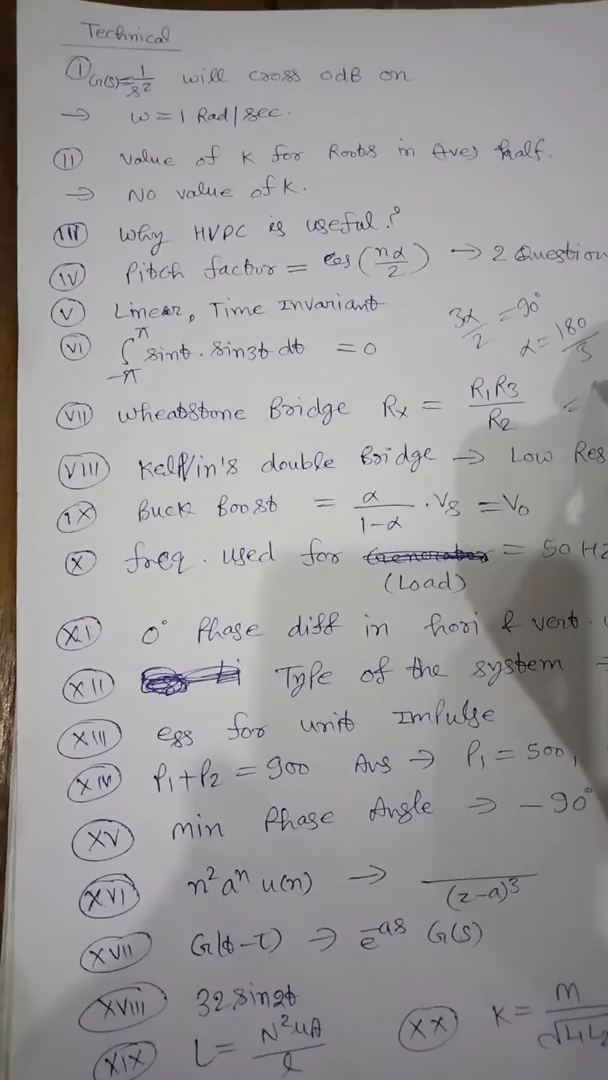 Technical
① G(s)=1/s² will cross odB on
→ w = 1 Rad/sec.
(II) Value of K for Roots in (+ve) half.
→ No value of K.
(III) Why HVPC is useful?
(IV) Pitch factor = cos (nα/2) → 2 Question
(V) Linear, Time Invariant
3α/2 = 90°
α = 180/3
(VI) ∫_{-π}^{π} sint. sin3t dt = 0
(VII) Wheatstone Bridge Rx = R₁R₃/R₂ =
(VIII) Kelvin's double Bridge → Low Res
(IX) Buck Boost = α/(1-α) . Vs = Vo
(X) freq. used for = 50 Hz
(Load)
(XI) 0° Phase diff in hori & vert.
(XII) Type of the system
(XIII) ess for unit Impulse
(XIV) P₁+P₂ = 900 Ans → P₁ = 500,
(XV) min Phase Angle ⇒ -90°
(XVI) n²aⁿ u(n) → /(z-a)³
(XVII) G(t-τ) → e^{-as} G(s)
(XVIII) 32 sin2t
(XIX) L = N²uA/l
(XX) K = M/√L